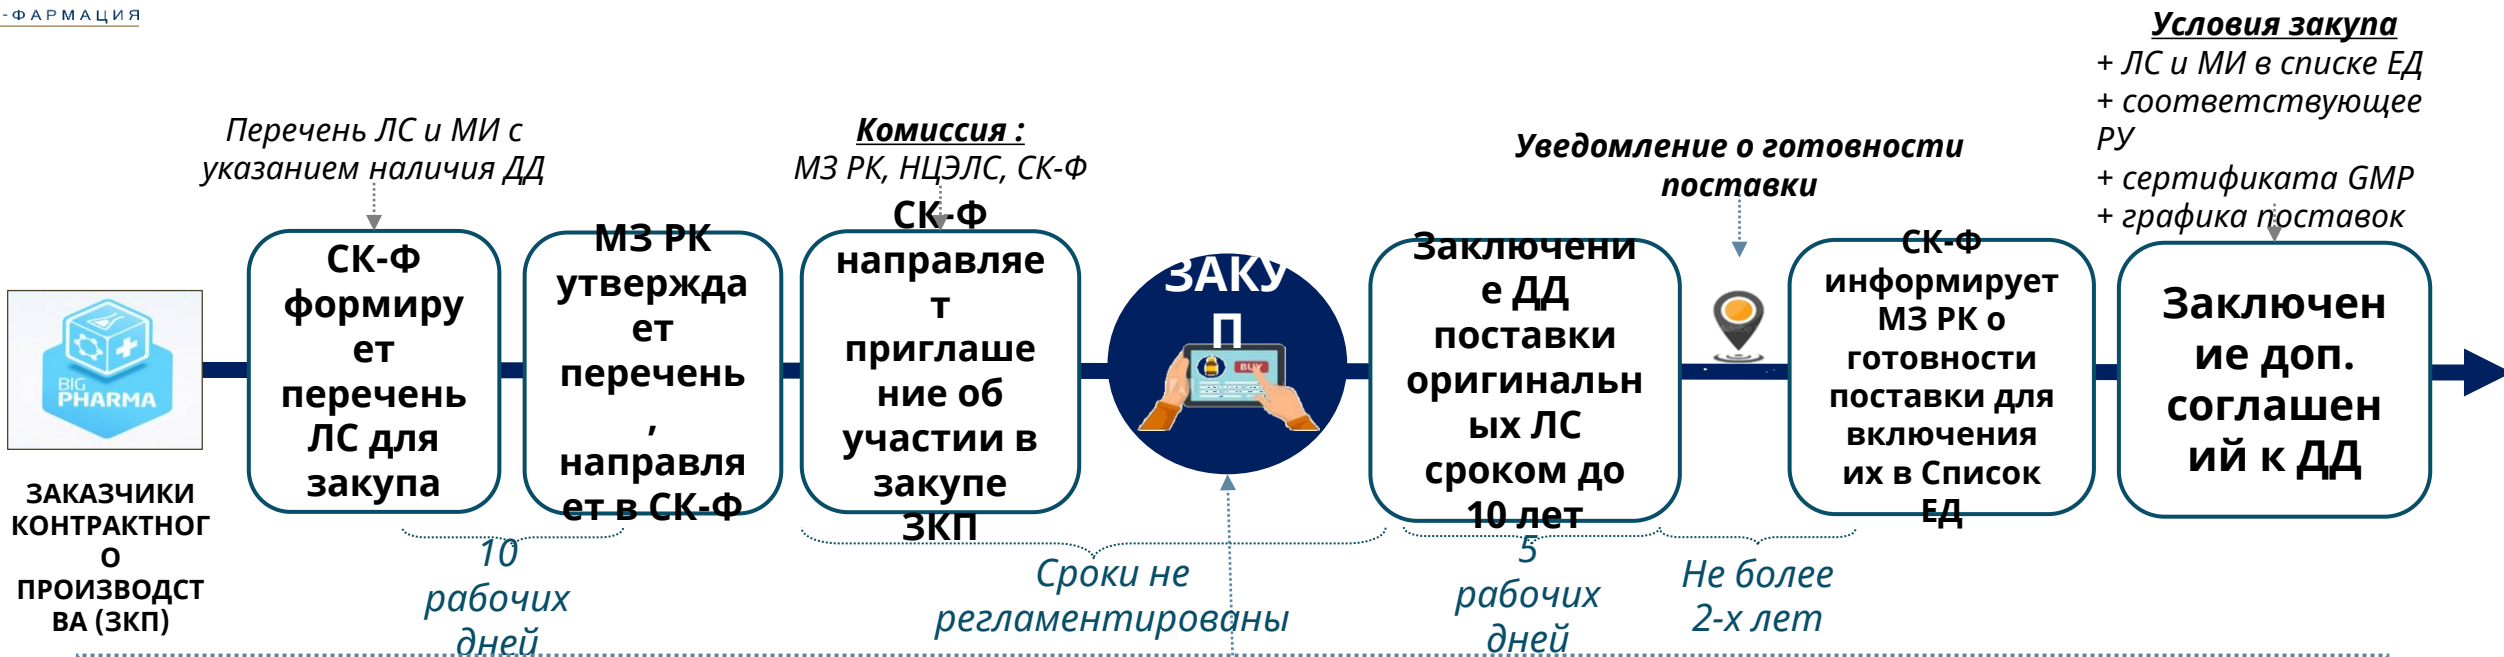 -ФАРМАЦИЯ
Перечень ЛС и МИ с
указанием наличия ДД
Комиссия :
МЗ РК, НЦЭЛС, СК-Ф
Уведомление о готовности
поставки
Условия закупа
+ ЛС и МИ в списке ЕД
+ соответствующее
РУ
+ сертификата GMP
+ графика поставок
BIG
PHARMA
ЗАКАЗЧИКИ
КОНТРАКТНОГ
О
ПРОИЗВОДСТ
ВА (ЗКП)
СК-Ф
формиру
ет
перечень
ЛС для
закупа
МЗ РК
утвержда
ет
перечень
,
направля
ет в СК-Ф
СК-Ф
направляе
т
приглаше
ние об
участии в
закупе
ЗКП
ЗАКУ
П
BUY
Заключени
е ДД
поставки
оригинальн
ых ЛС
сроком до
10 лет
СК-Ф
информирует
МЗ РК о
готовности
поставки для
включения
их в Список
ЕД
Заключен
ие доп.
соглашен
ий к ДД
10
рабочих
дней
Сроки не
регламентированы
5
рабочих
дней
Не более
2-х лет